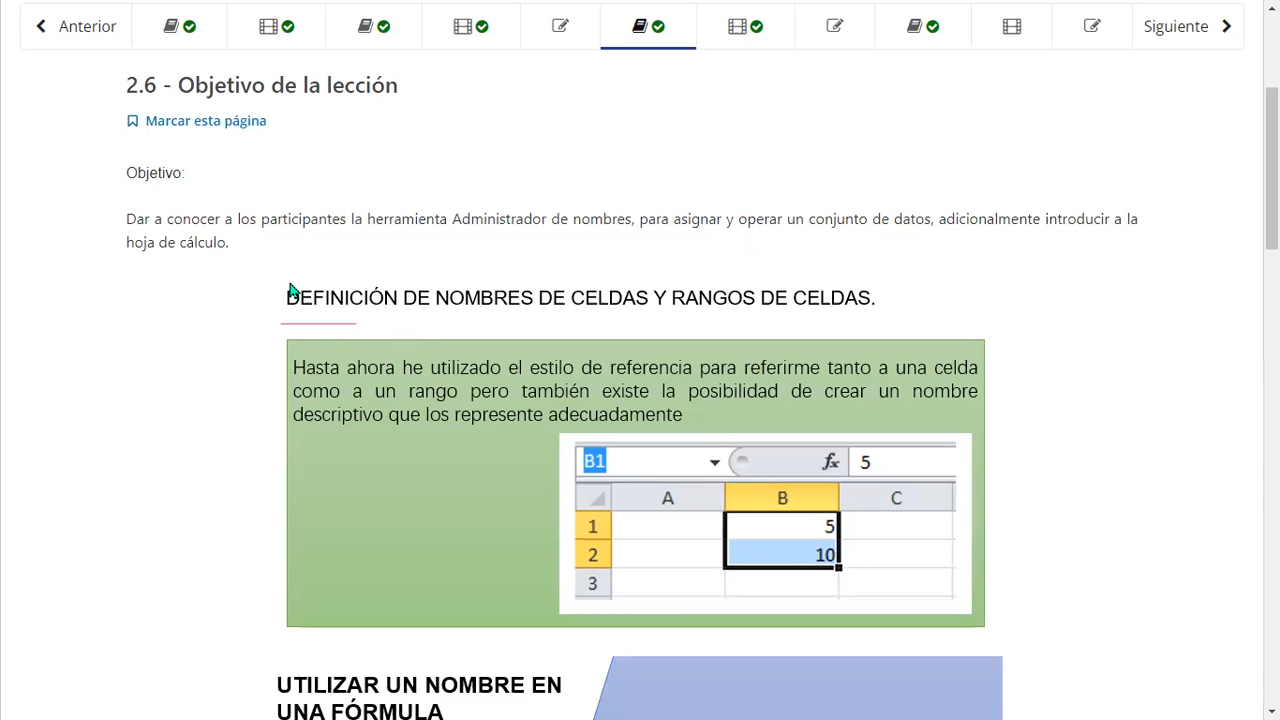 Anterior
Siguiente
2.6 - Objetivo de la lección
Marcar esta página
Objetivo:
Dar a conocer a los participantes la herramienta Administrador de nombres, para asignar y operar un conjunto de datos, adicionalmente introducir a la
hoja de cálculo.
DEFINICIÓN DE NOMBRES DE CELDAS Y RANGOS DE CELDAS.
Hasta ahora he utilizado el estilo de referencia para referirme tanto a una celda
como a un rango pero también existe la posibilidad de crear un nombre
descriptivo que los represente adecuadamente
B1 fx 5
A B C
1 5
2 10
3
UTILIZAR UN NOMBRE EN
UNA FÓRMULA